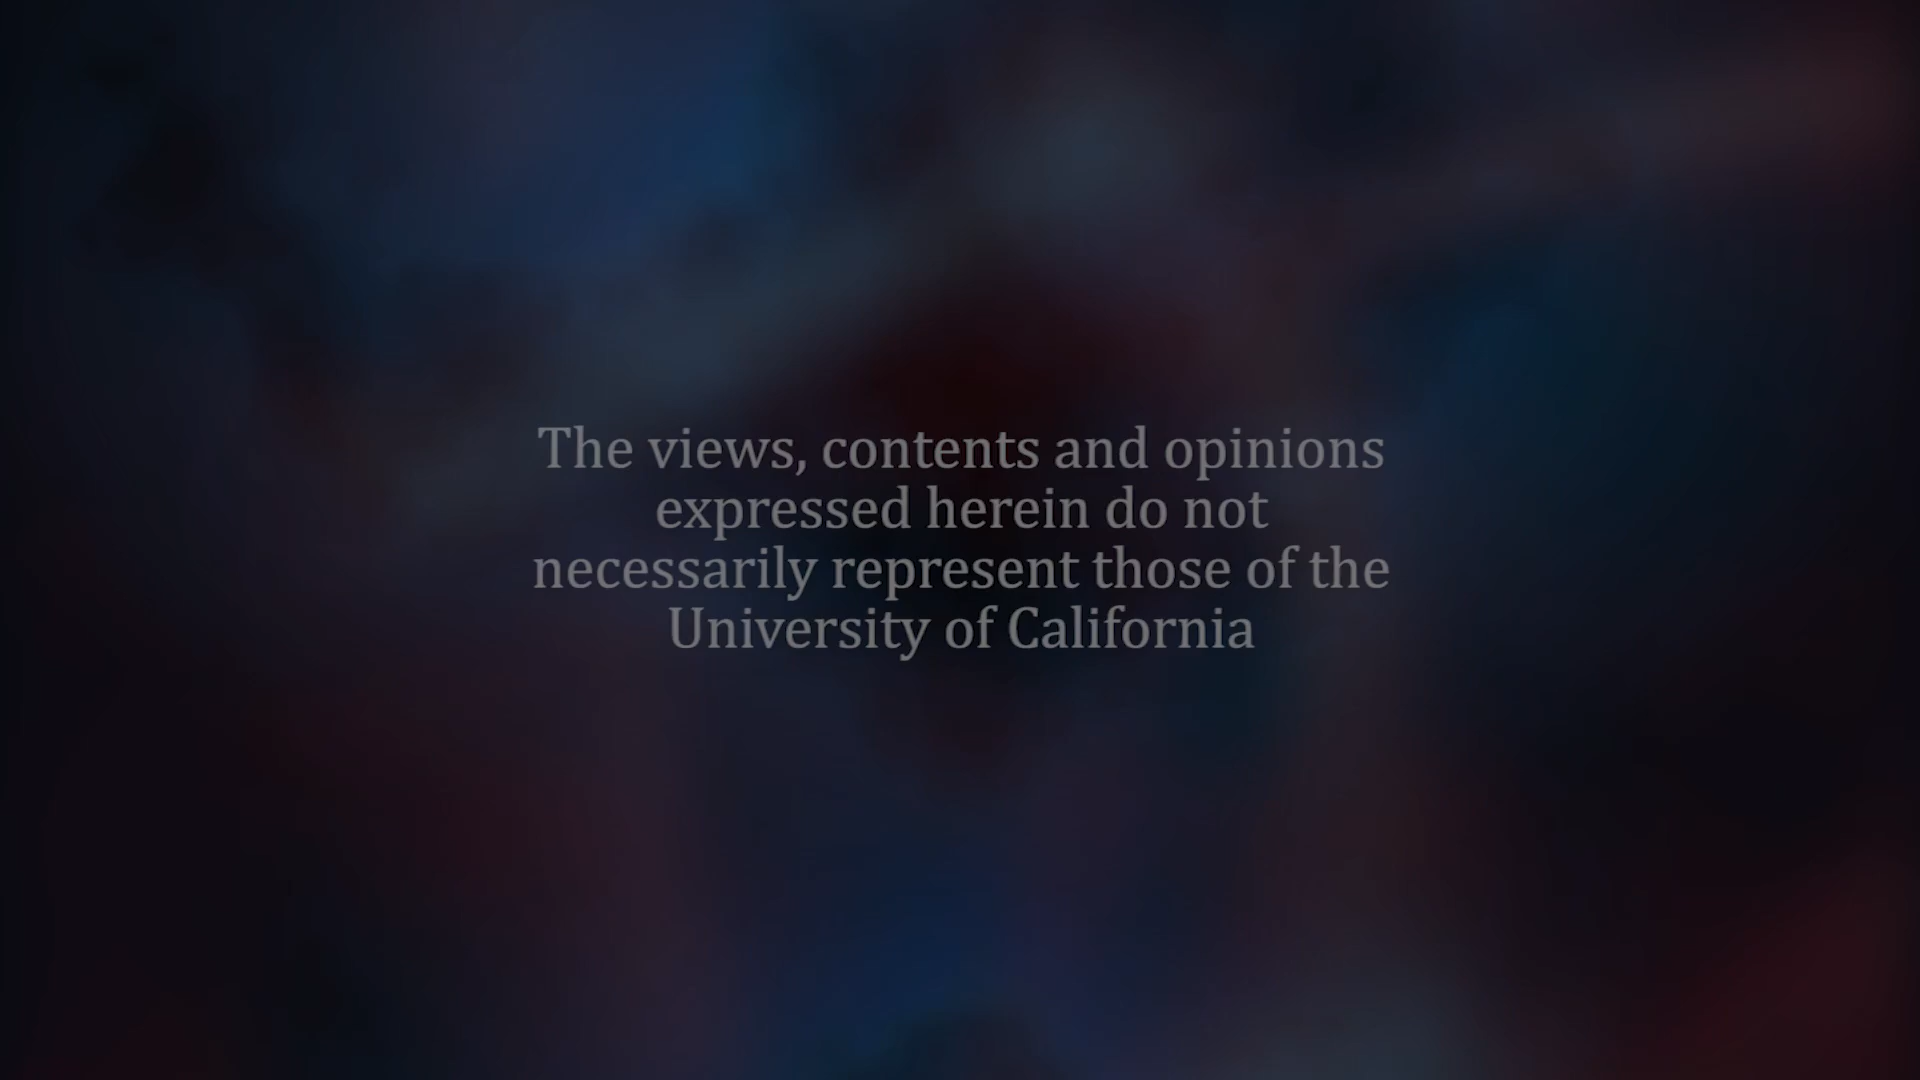 The views, contents and opinions
expressed herein do not
necessarily represent those of the
University of California